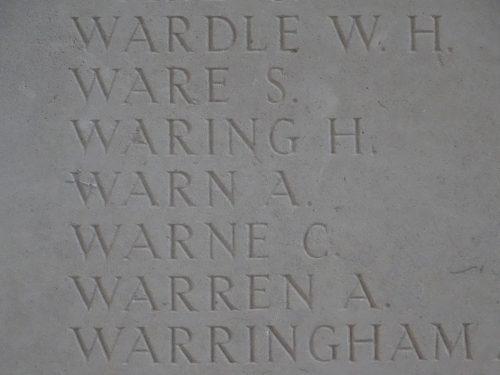 WARDLE W. H.
WARE S.
WARING H.
WARN A.
WARNE C.
WARREN A.
WARRINGHAM